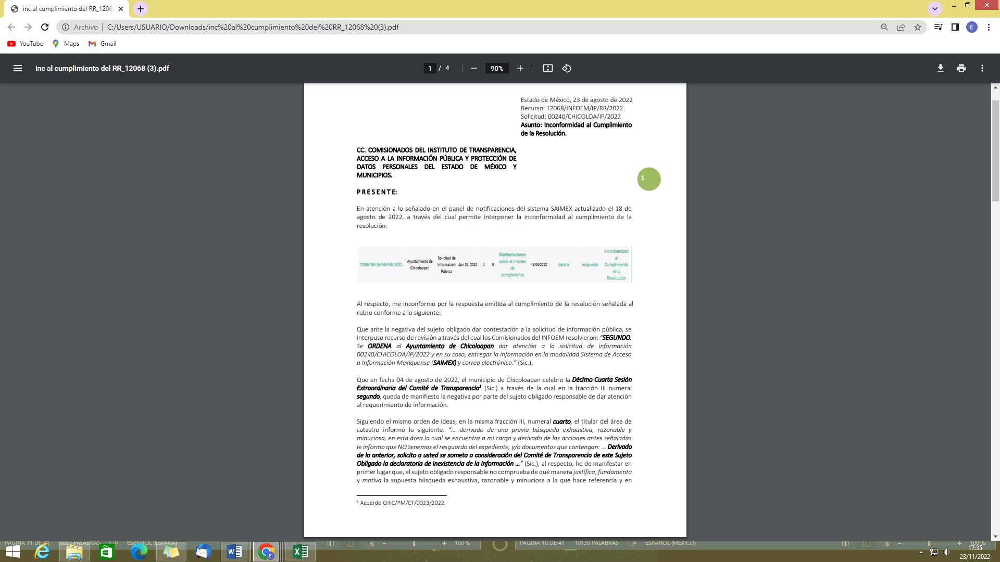 inc al cumplimiento del RR_1206
Archivo
C:/Users/USUARIO/Downloads/inc%20al%20cumplimiento%20del%20RR_12068%20(3).pdf
E
YouTube
Maps
Gmail
inc al cumplimiento del RR_12068 (3).pdf
1 / 4
90%
Estado de México, 23 de agosto de 2022
Recurso: 12068/INFOEM/IP/RR/2022
Solicitud: 00240/CHICOLOA/IP/2022
Asunto: Inconformidad al Cumplimiento
de la Resolución.
CC. COMISIONADOS DEL INSTITUTO DE TRANSPARENCIA,
ACCESO A LA INFORMACIÓN PÚBLICA Y PROTECCIÓN DE
DATOS PERSONALES DEL ESTADO DE MÉXICO Y
MUNICIPIOS.
1
P R E S E N T E:
En atención a lo señalado en el panel de notificaciones del sistema SAIMEX actualizado el 18 de
agosto de 2022, a través del cual permite interponer la inconformidad al cumplimiento de la
resolución:
12068/INFOEM/IP/RR/2022
Ayuntamiento de
Chicoloapan
Solicitud de
Información
Pública
Jun 27, 2022
0
0
Manifestaciones
sobre el informe
de
cumplimiento
18/08/2022
detalle
respuesta
Inconformidad
al
Cumplimiento
de la
Resolución
Al respecto, me inconformo por la respuesta emitida al cumplimiento de la resolución señalada al
rubro conforme a lo siguiente:
Que ante la negativa del sujeto obligado dar contestación a la solicitud de información pública, se
interpuso recurso de revisión a través del cual los Comisionados del INFOEM resolvieron: “SEGUNDO.
Se ORDENA al Ayuntamiento de Chicoloapan dar atención a la solicitud de información
00240/CHICOLOA/IP/2022 y en su caso, entregar la información en la modalidad Sistema de Acceso
a Información Mexiquense (SAIMEX) y correo electrónico.” (Sic.).
Que en fecha 04 de agosto de 2022, el municipio de Chicoloapan celebro la Décimo Cuarta Sesión
Extraordinaria del Comité de Transparencia1 (Sic.) a través de la cual en la fracción III numeral
segundo, queda de manifiesto la negativa por parte del sujeto obligado responsable de dar atención
al requerimiento de información.
Siguiendo el mismo orden de ideas, en la misma fracción III, numeral cuarto, el titular del área de
catastro informó lo siguiente: “... derivado de una previa búsqueda exhaustiva, razonable y
minuciosa, en esta área la cual se encuentra a mi cargo y derivado de las acciones antes señaladas
le informo que NO tenemos el resguardo del expediente, y/o documentos que contengan: ... Derivado
de lo anterior, solicito a usted se someta a consideración del Comité de Transparencia de este Sujeto
Obligado la declaratoria de inexistencia de la información ...” (Sic.), al respecto, he de manifestar en
primer lugar que, el sujeto obligado responsable no comprueba de qué manera justifica, fundamenta
y motiva la supuesta búsqueda exhaustiva, razonable y minuciosa a la que hace referencia y en
1 Acuerdo CHIC/PM/CT/0023/2022.
PÁGINA 11 DE 41
8022 PALABRAS
ESPAÑOL (ESPAÑA)
100 %
PÁGINA 10 DE 41
10139 PALABRAS
ESPAÑOL (MÉXICO)
100 %
17:35
23/11/2022